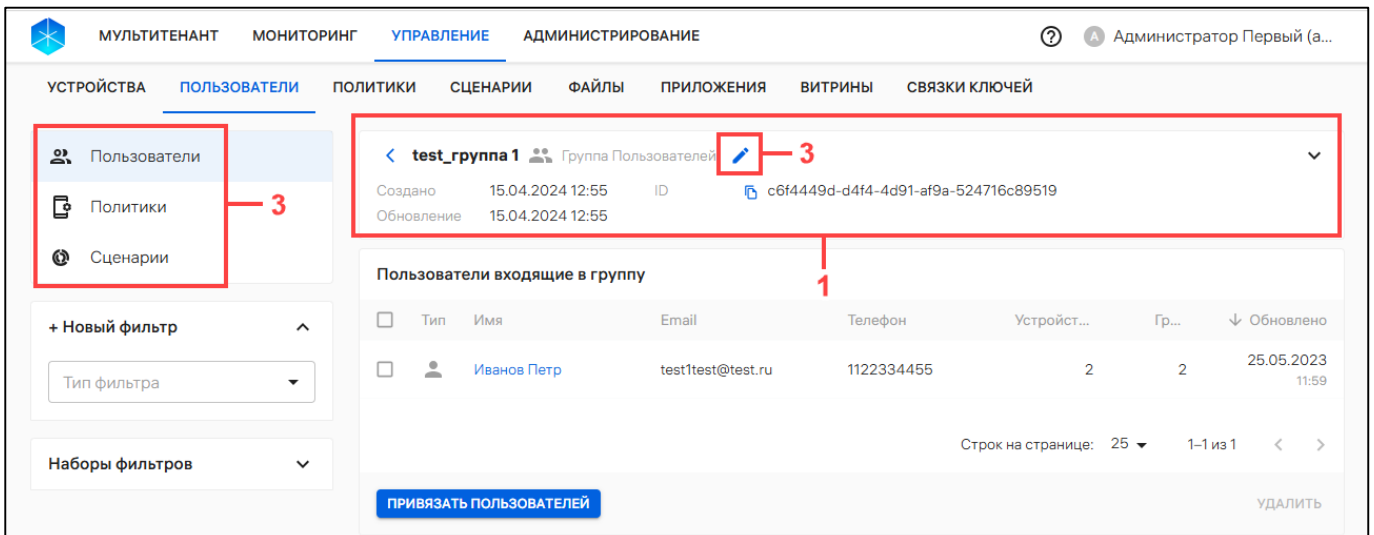 МУЛЬТИТЕНАНТ МОНИТОРИНГ УПРАВЛЕНИЕ АДМИНИСТРИРОВАНИЕ ? А Администратор Первый (а...
УСТРОЙСТВА ПОЛЬЗОВАТЕЛИ ПОЛИТИКИ СЦЕНАРИИ ФАЙЛЫ ПРИЛОЖЕНИЯ ВИТРИНЫ СВЯЗКИ КЛЮЧЕЙ
Пользователи
Политики
Сценарии
3
+ Новый фильтр
Тип фильтра
Наборы фильтров
test_группа 1 Группа Пользователей 3
Создано 15.04.2024 12:55 ID c6f4449d-d4f4-4d91-af9a-524716c89519
Обновление 15.04.2024 12:55
1
Пользователи входящие в группу
Тип Имя Email Телефон Устройст... Гр... Обновлено
Иванов Петр test1test@test.ru 1122334455 2 2 25.05.2023
11:59
Строк на странице: 25 1–1 из 1
ПРИВЯЗАТЬ ПОЛЬЗОВАТЕЛЕЙ УДАЛИТЬ